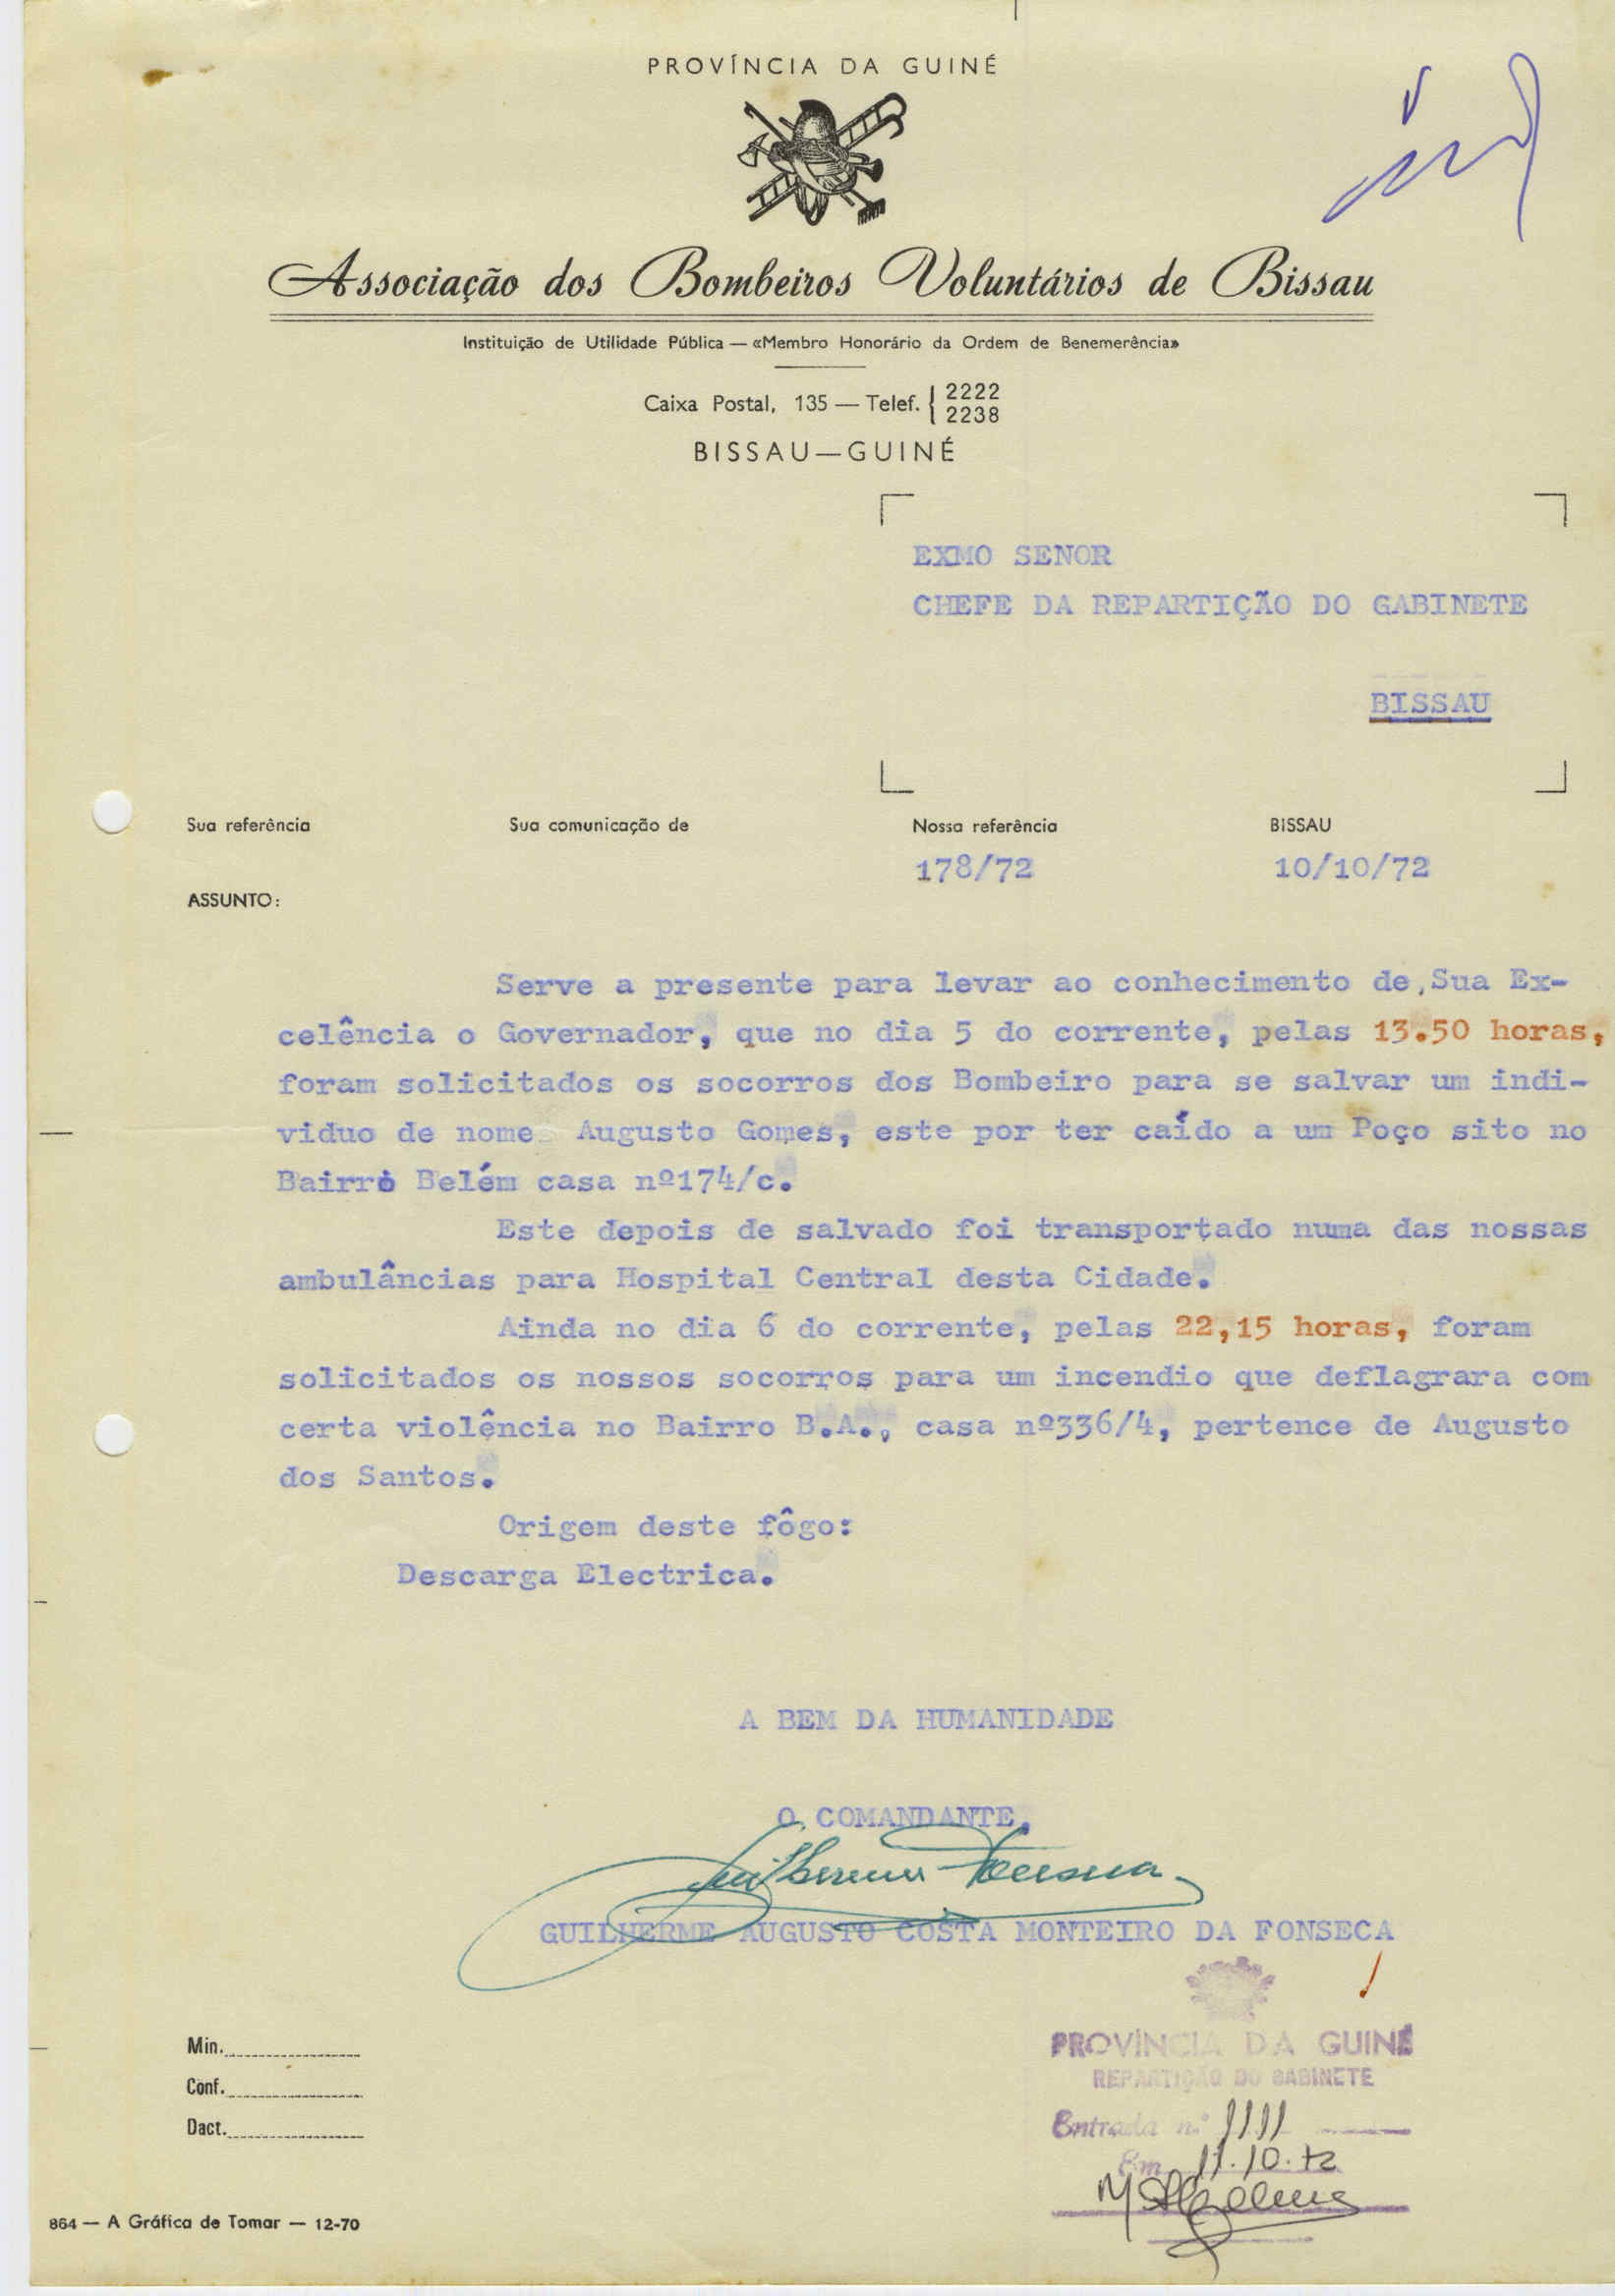 PROVÍNCIA DA GUINÉ
Associação dos Bombeiros Voluntários de Bissau
Instituição de Utilidade Pública — «Membro Honorário da Ordem de Benemerência»
Caixa Postal, 135 — Telef. { 2222
2238
BISSAU—GUINÉ
EXMO SENOR
CHEFE DA REPARTIÇÃO DO GABINETE
BISSAU
Sua referência Sua comunicação de Nossa referência BISSAU
178/72 10/10/72
ASSUNTO:
Serve a presente para levar ao conhecimento de,Sua Ex-
celência o Governador, que no dia 5 do corrente, pelas 13.50 horas,
foram solicitados os socorros dos Bombeiro para se salvar um indi-
viduo de nome Augusto Gomes, este por ter caído a um Poço sito no
Bairro Belém casa nº174/c.
Este depois de salvado foi transportado numa das nossas
ambulâncias para Hospital Central desta Cidade.
Ainda no dia 6 do corrente, pelas 22,15 horas, foram
solicitados os nossos socorros para um incendio que deflagrara com
certa violência no Bairro B.A., casa nº336/4, pertence de Augusto
dos Santos.
Origem deste fôgo:
Descarga Electrica.
A BEM DA HUMANIDADE
O COMANDANTE,
Guilherme Fonseca
GUILHERME AUGUSTO COSTA MONTEIRO DA FONSECA
PROVÍNCIA DA GUINÉ
REPARTIÇÃO DO GABINETE
Entrada n.º 1111
Em 11.10.72
Min.
Conf.
Dact.
864 — A Gráfica de Tomar — 12-70